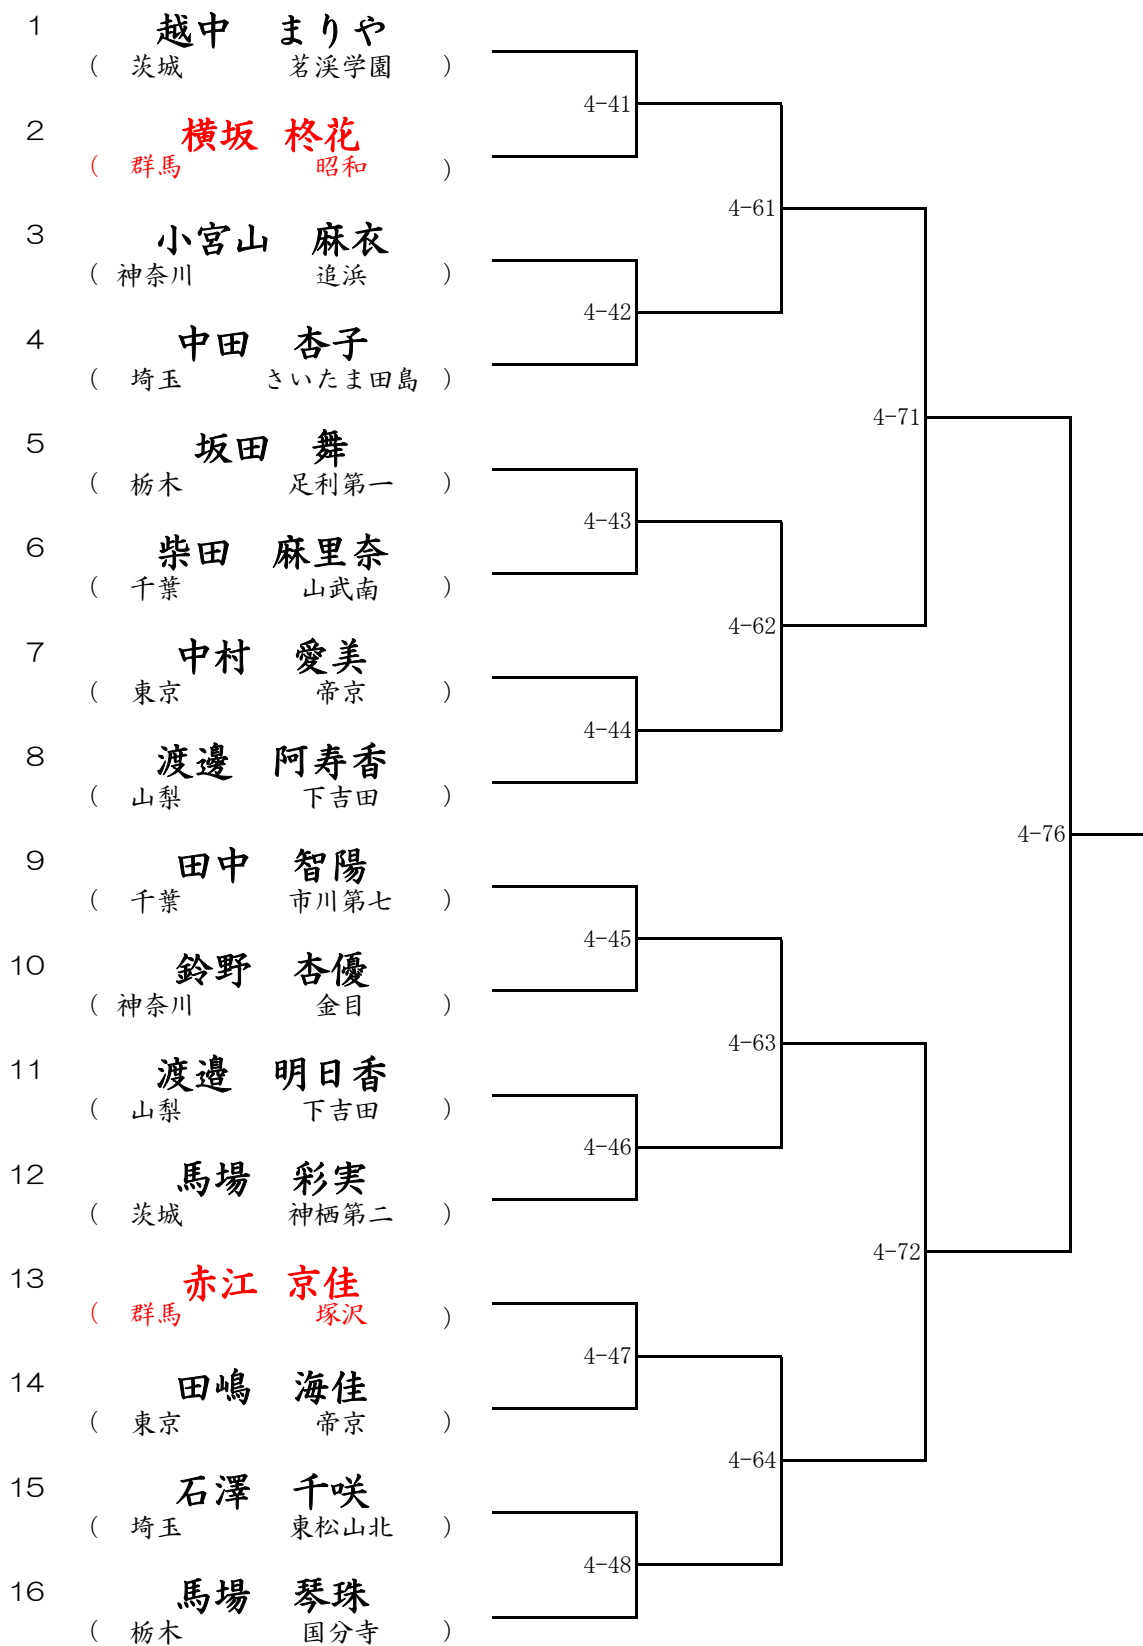 1 越中 まりや
( 茨城 茗渓学園 )
4-41
2 横坂 柊花
( 群馬 昭和 )
4-61
3 小宮山 麻衣
( 神奈川 追浜 )
4-42
4 中田 杏子
( 埼玉 さいたま田島 )
4-71
5 坂田 舞
( 栃木 足利第一 )
4-43
6 柴田 麻里奈
( 千葉 山武南 )
4-62
7 中村 愛美
( 東京 帝京 )
4-44
8 渡邊 阿寿香
( 山梨 下吉田 )
4-76
9 田中 智陽
( 千葉 市川第七 )
4-45
10 鈴野 杏優
( 神奈川 金目 )
4-63
11 渡邉 明日香
( 山梨 下吉田 )
4-46
12 馬場 彩実
( 茨城 神栖第二 )
4-72
13 赤江 京佳
( 群馬 塚沢 )
4-47
14 田嶋 海佳
( 東京 帝京 )
4-64
15 石澤 千咲
( 埼玉 東松山北 )
4-48
16 馬場 琴珠
( 栃木 国分寺 )